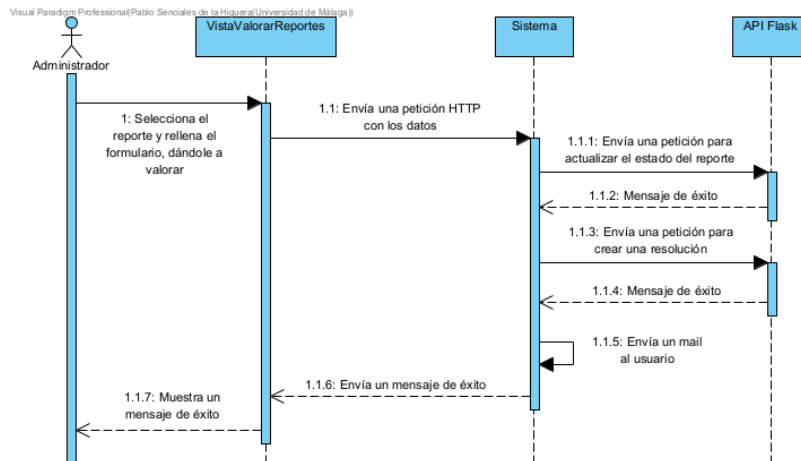 Visual Paradigm Professional(Pablo Senciales de la Higuera(Universidad de Málaga))
VistaValorarReportes
Sistema
API Flask
Administrador
1: Selecciona el
reporte y rellena el
formulario, dándole a
valorar
1.1: Envía una petición HTTP
con los datos
1.1.1: Envía una petición para
actualizar el estado del reporte
1.1.2: Mensaje de éxito
1.1.3: Envía una petición para
crear una resolución
1.1.4: Mensaje de éxito
1.1.5: Envía un mail
al usuario
1.1.6: Envía un mensaje de éxito
1.1.7: Muestra un
mensaje de éxito